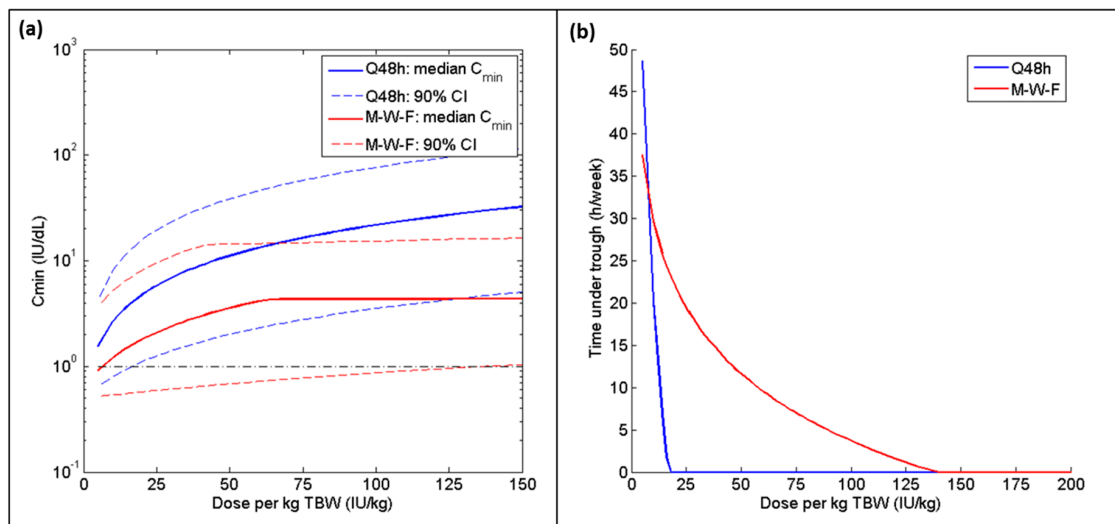 (a)
10^3
10^2
10^1
10^0
10^-1
Cmin (IU/dL)
Q48h: median C_min
Q48h: 90% CI
M-W-F: median C_min
M-W-F: 90% CI
0 25 50 75 100 125 150
Dose per kg TBW (IU/kg)
(b)
50
45
40
35
30
25
20
15
10
5
0
Time under trough (h/week)
Q48h
M-W-F
0 25 50 75 100 125 150 175 200
Dose per kg TBW (IU/kg)